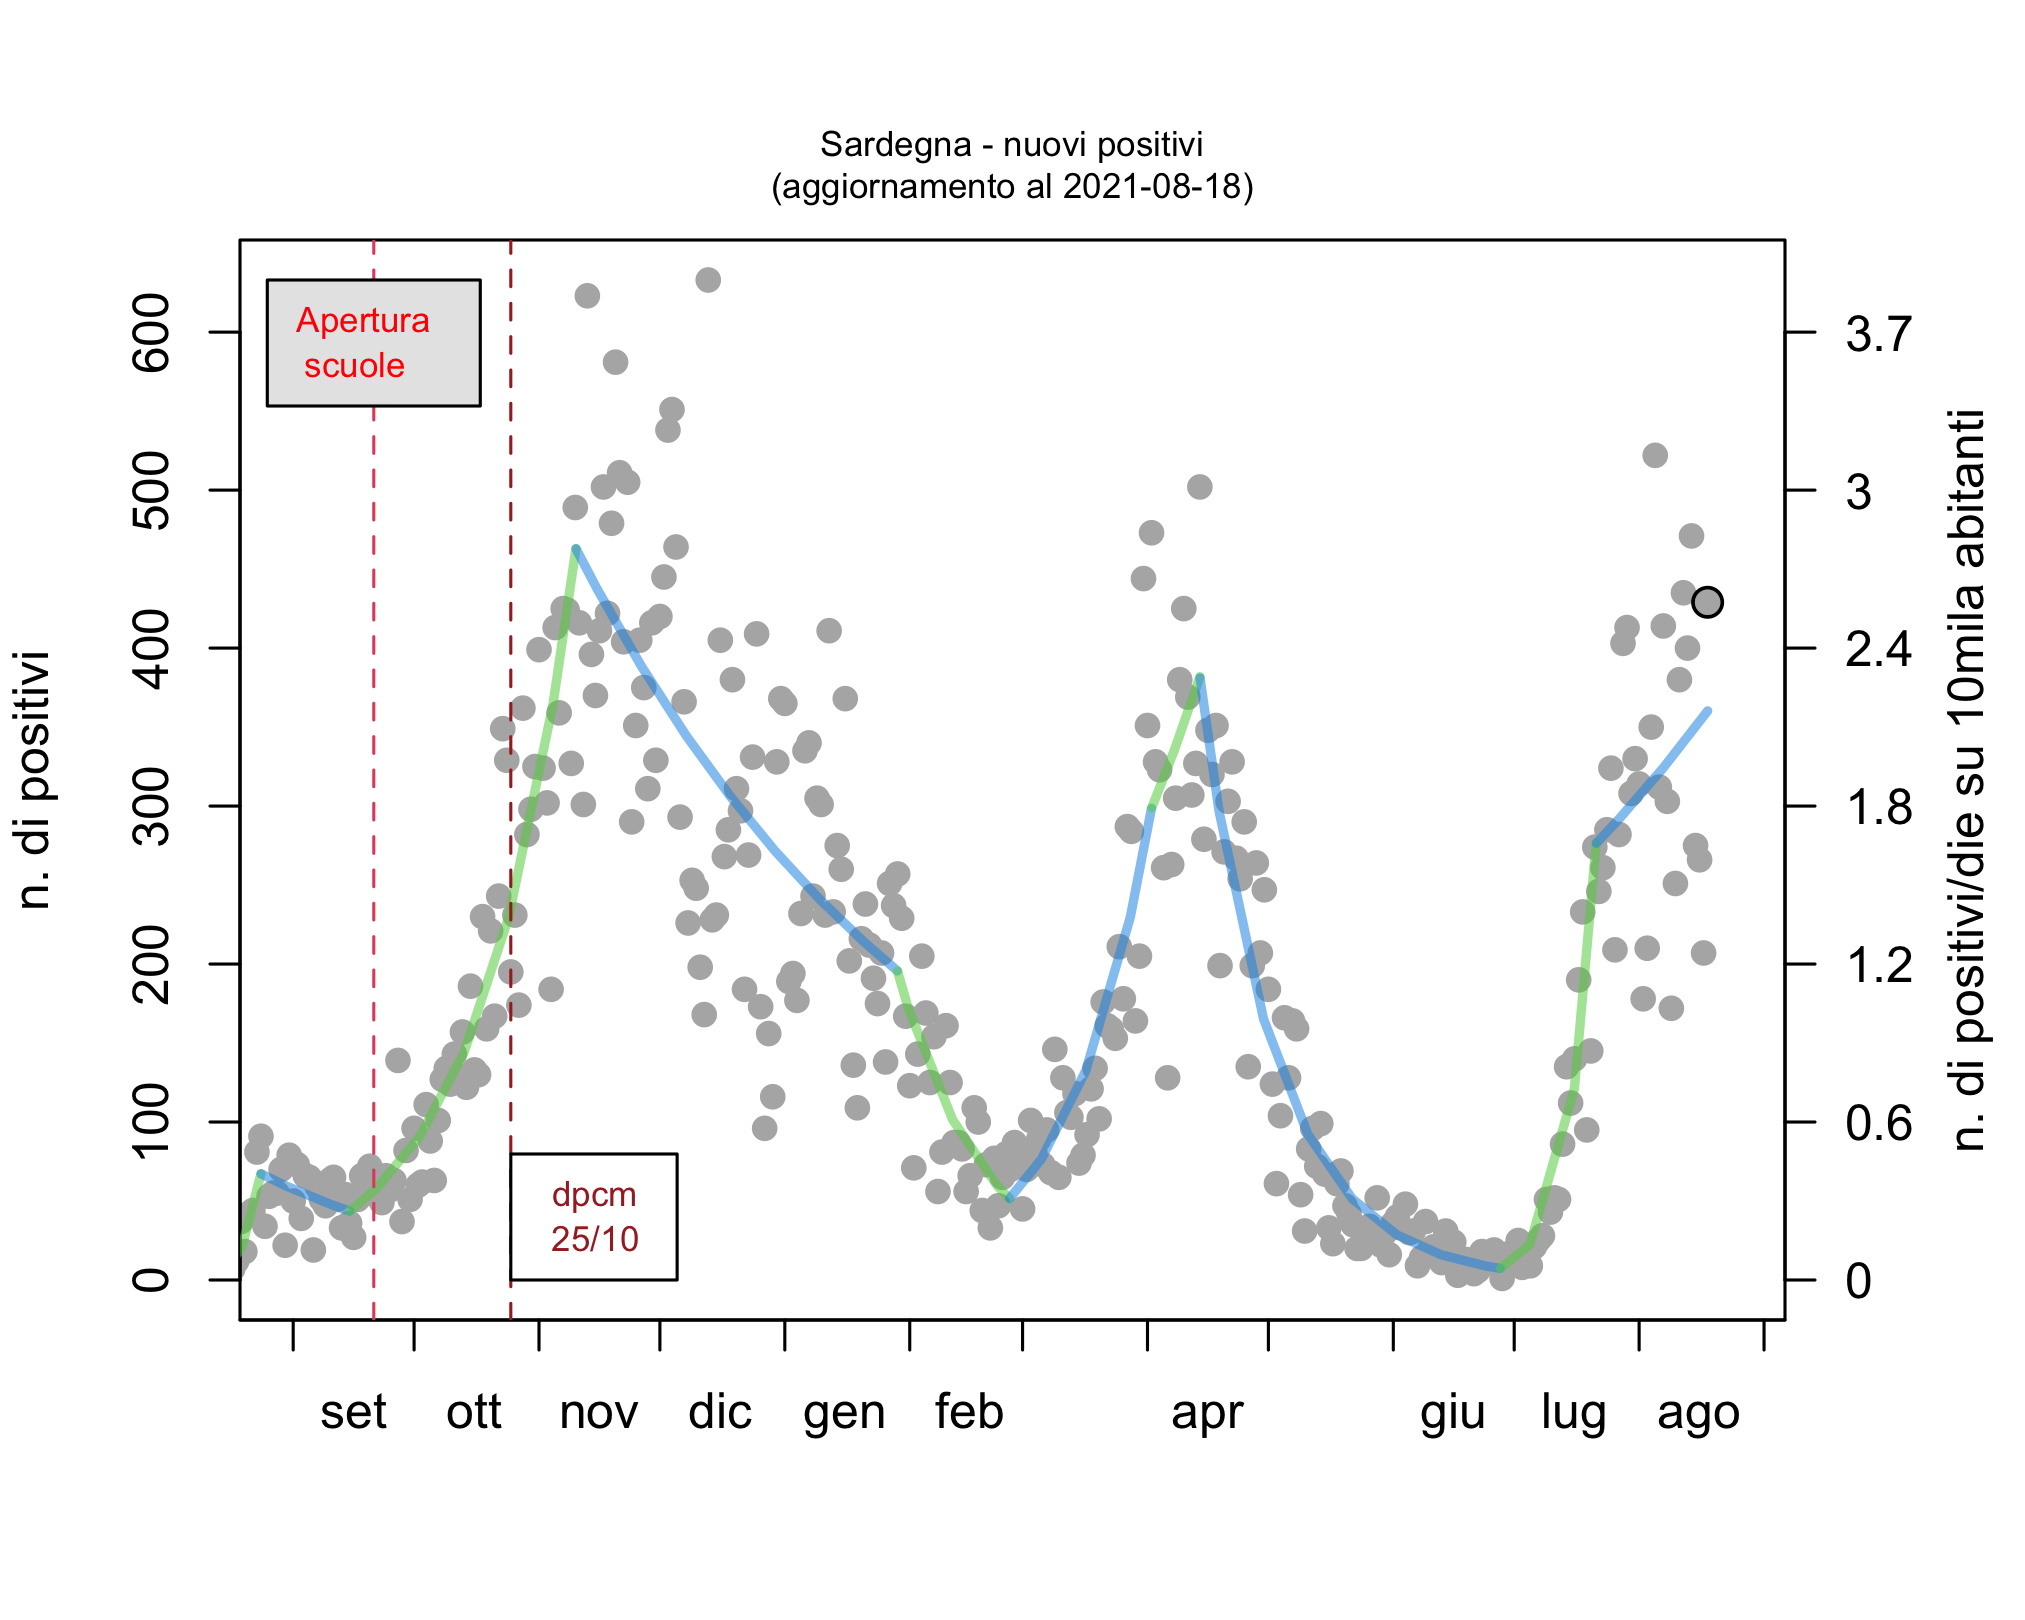 Sardegna - nuovi positivi
(aggiornamento al 2021-08-18)
Apertura
scuole
dpcm
25/10
n. di positivi
0
100
200
300
400
500
600
n. di positivi/die su 10mila abitanti
0
0.6
1.2
1.8
2.4
3
3.7
set ott nov dic gen feb apr giu lug ago